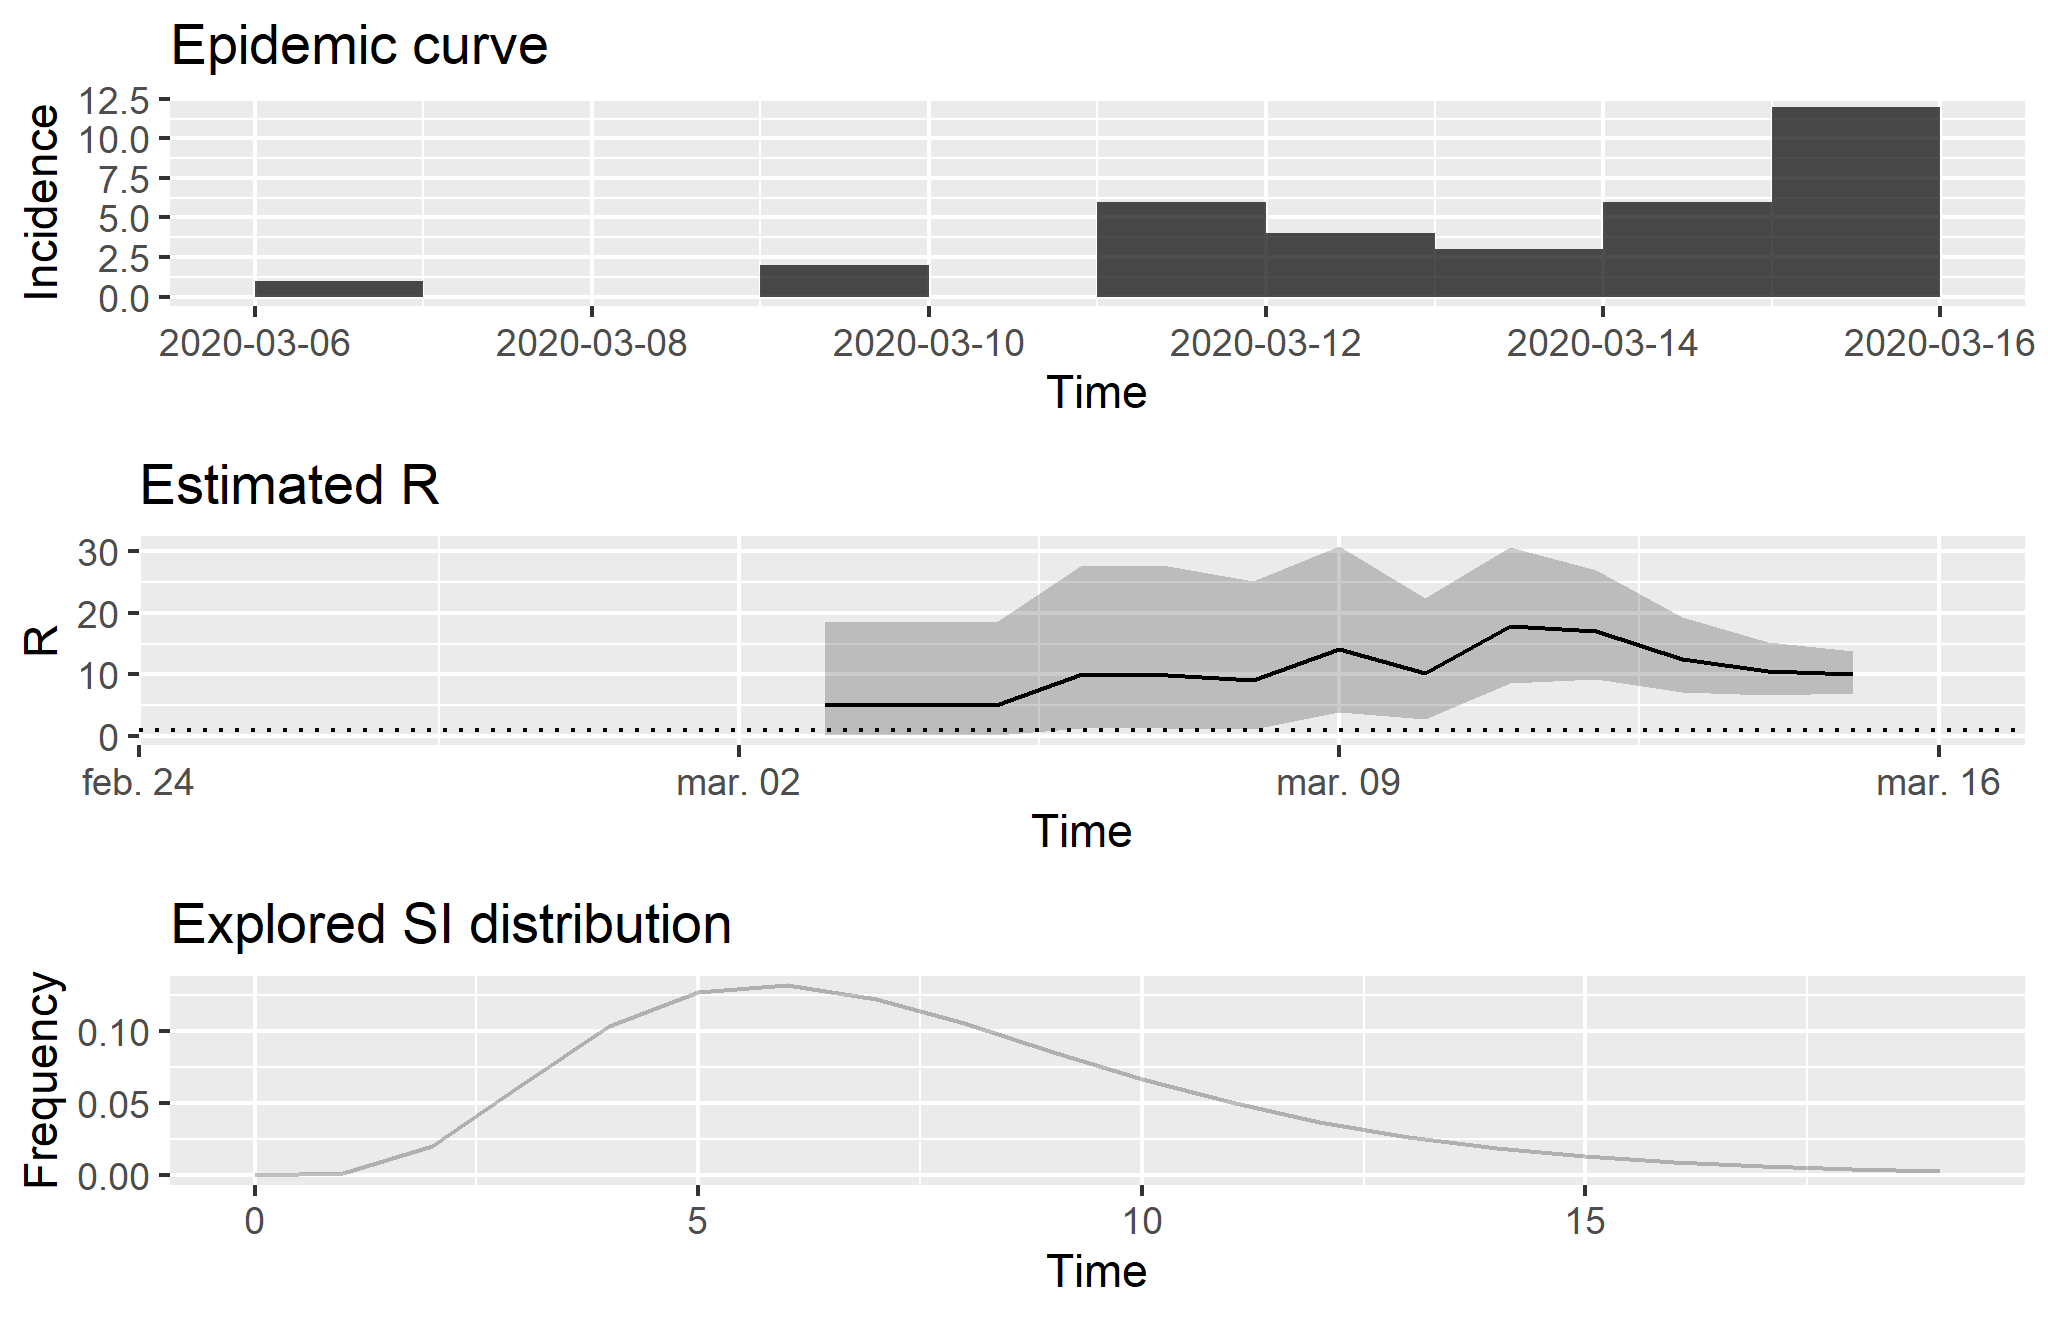 Epidemic curve
Incidence
12.5
10.0
7.5
5.0
2.5
0.0
2020-03-06 2020-03-08 2020-03-10 2020-03-12 2020-03-14 2020-03-16
Time
Estimated R
R
30
20
10
0
feb. 24 mar. 02 mar. 09 mar. 16
Time
Explored SI distribution
Frequency
0.10
0.05
0.00
0 5 10 15
Time